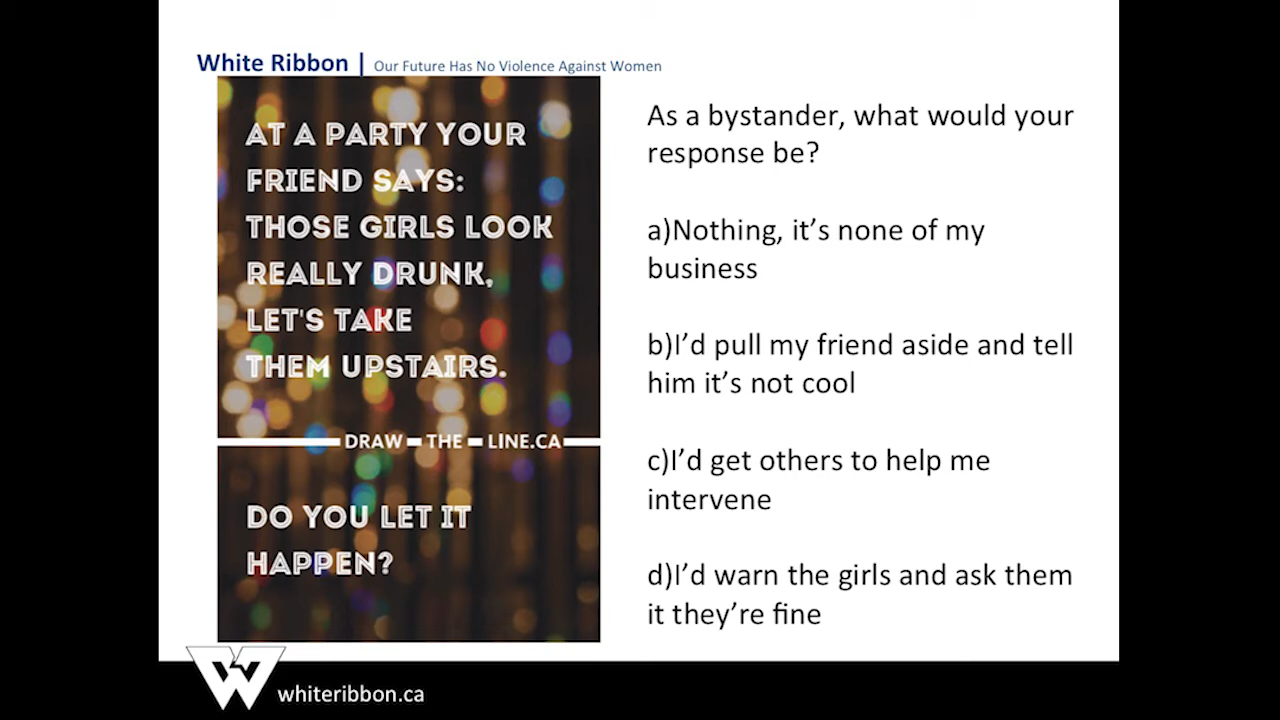 White Ribbon | Our Future Has No Violence Against Women
AT A PARTY YOUR
FRIEND SAYS:
THOSE GIRLS LOOK
REALLY DRUNK,
LET'S TAKE
THEM UPSTAIRS.
DRAW-THE-LINE.CA
DO YOU LET IT
HAPPEN?
As a bystander, what would your
response be?
a)Nothing, it’s none of my
business
b)I’d pull my friend aside and tell
him it’s not cool
c)I’d get others to help me
intervene
d)I’d warn the girls and ask them
it they’re fine
W whiteribbon.ca